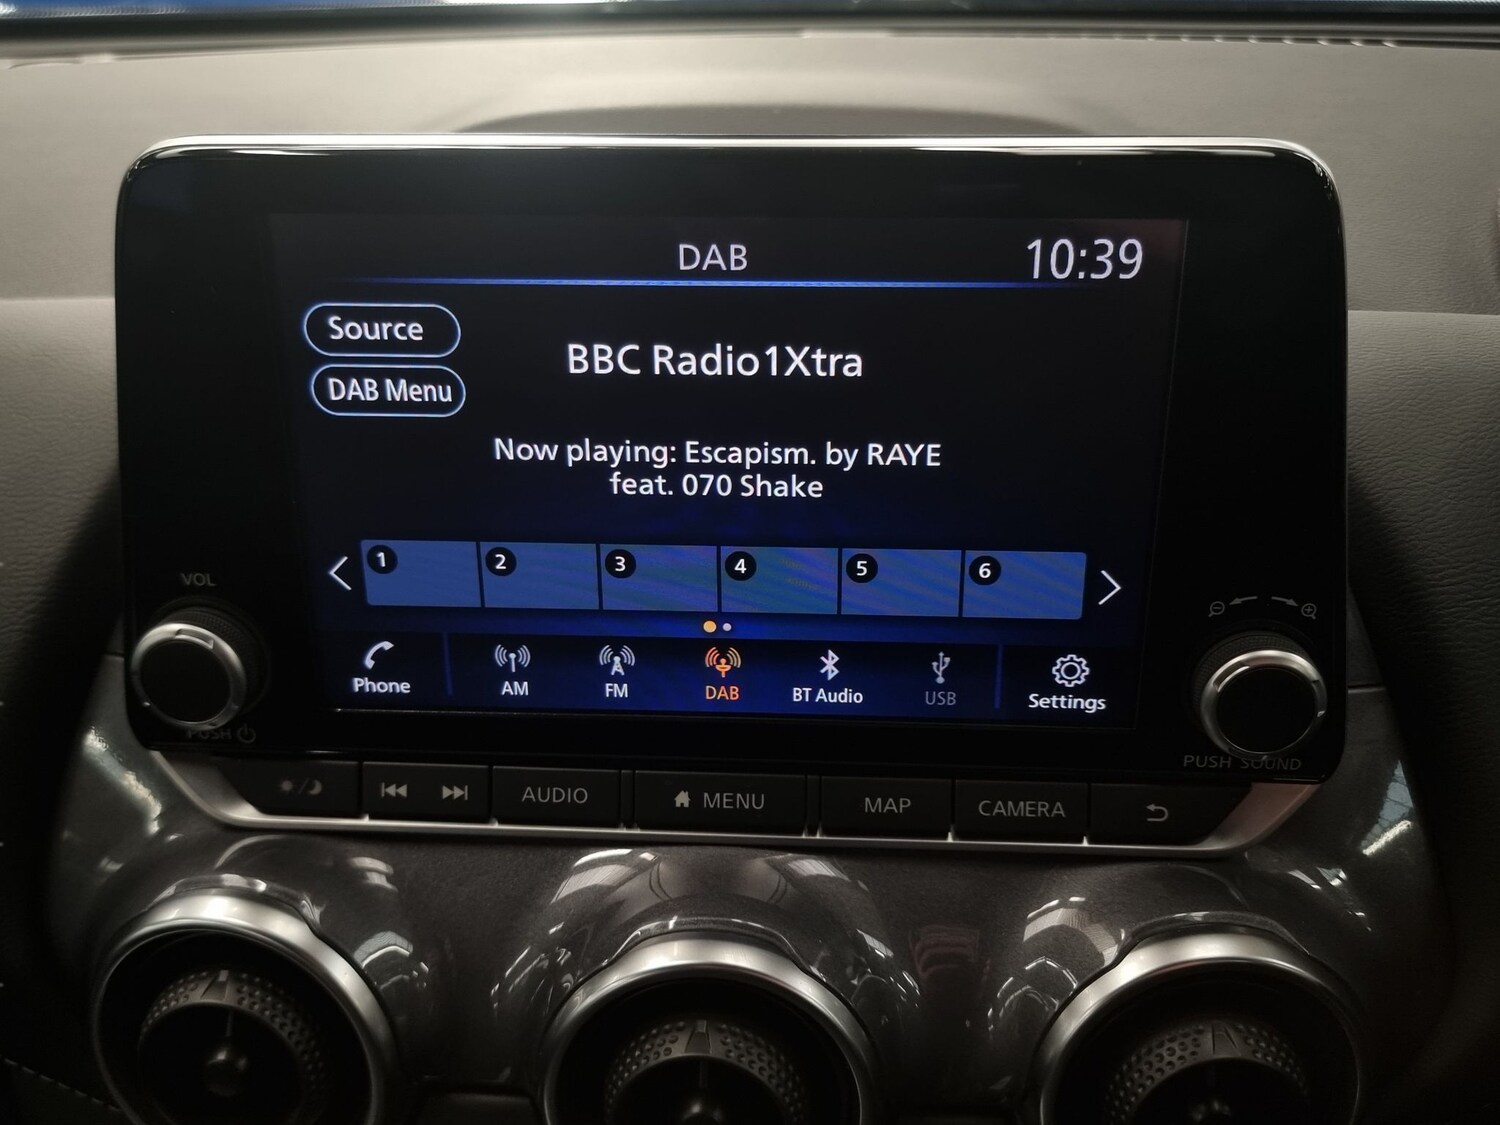 DAB
10:39
Source
DAB Menu
BBC Radio1Xtra
Now playing: Escapism. by RAYE
feat. 070 Shake
1
2
3
4
5
6
Phone
AM
FM
DAB
BT Audio
USB
Settings
VOL
PUSH
PUSH SOUND
AUDIO
MENU
MAP
CAMERA